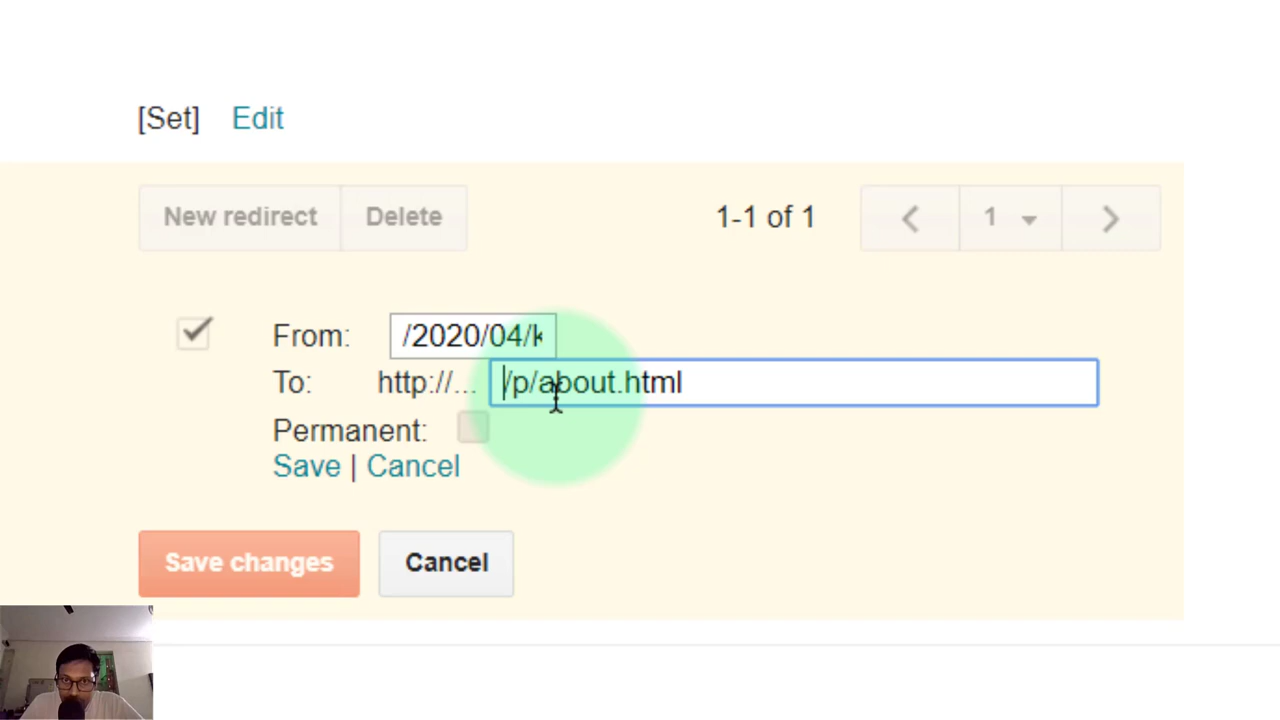 [Set] Edit
New redirect Delete 1-1 of 1 1
From: /2020/04/k
To: http://... /p/about.html
Permanent:
Save | Cancel
Save changes Cancel